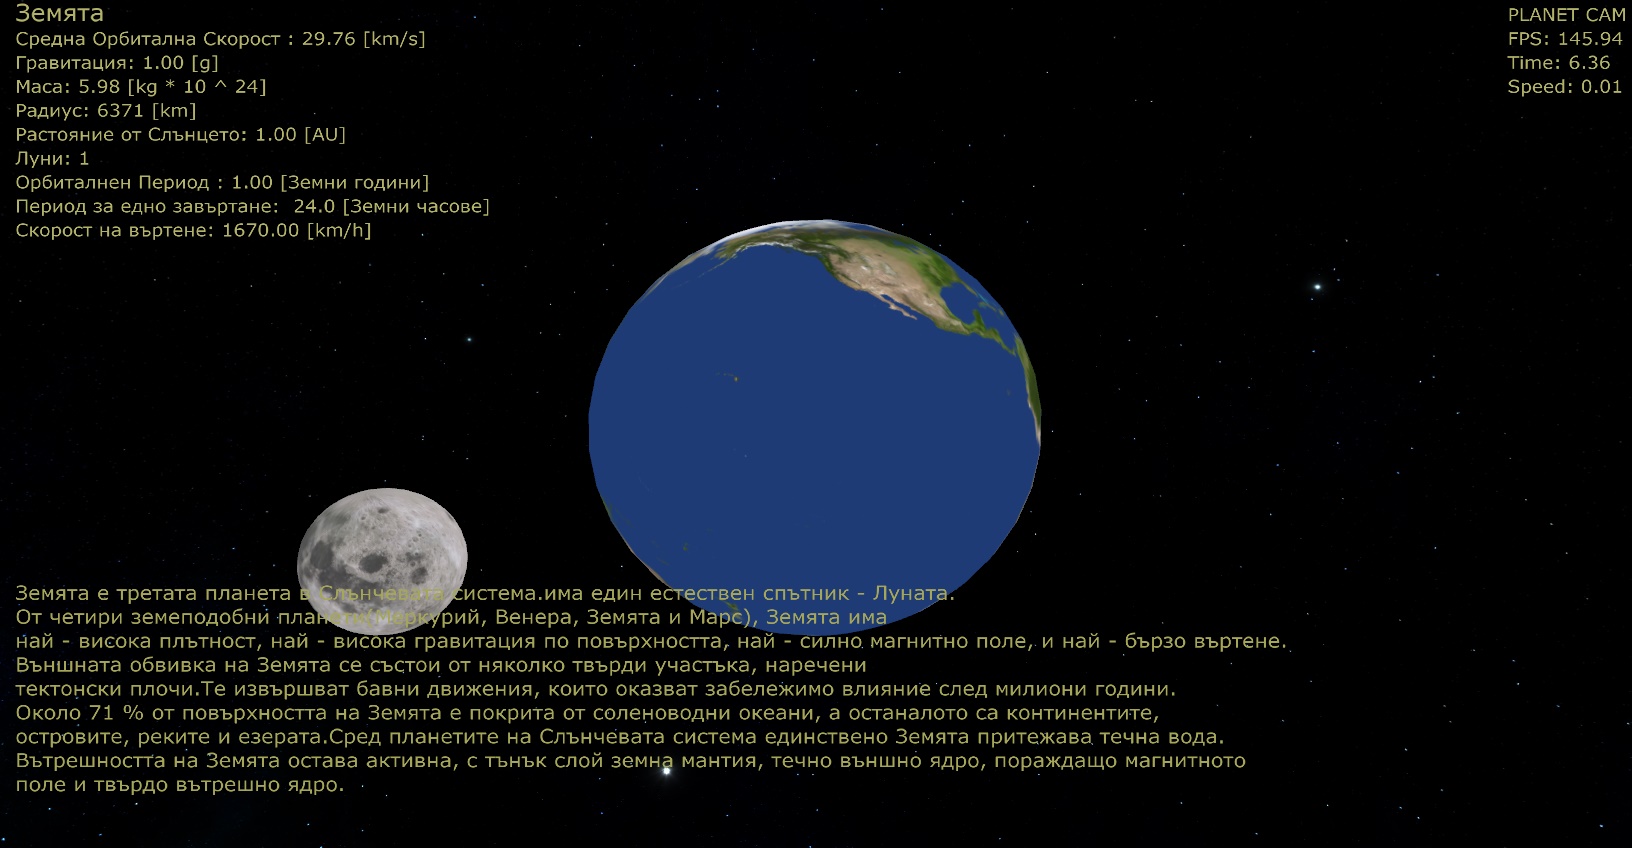 Земята
Средна Орбитална Скорост : 29.76 [km/s]
Гравитация: 1.00 [g]
Маса: 5.98 [kg * 10 ^ 24]
Радиус: 6371 [km]
Растояние от Слънцето: 1.00 [AU]
Луни: 1
Орбиталнен Период : 1.00 [Земни години]
Период за едно завъртане:  24.0 [Земни часове]
Скорост на въртене: 1670.00 [km/h]
PLANET CAM
FPS: 145.94
Time: 6.36
Speed: 0.01
Земята е третата планета в Слънчевата система.има един естествен спътник - Луната.
От четири земеподобни планети(Меркурий, Венера, Земята и Марс), Земята има
най - висока плътност, най - висока гравитация по повърхността, най - силно магнитно поле, и най - бързо въртене.
Външната обвивка на Земята се състои от няколко твърди участъка, наречени
тектонски плочи.Те извършват бавни движения, които оказват забележимо влияние след милиони години.
Около 71 % от повърхността на Земята е покрита от соленоводни океани, а останалото са континентите,
островите, реките и езерата.Сред планетите на Слънчевата система единствено Земята притежава течна вода.
Вътрешността на Земята остава активна, с тънък слой земна мантия, течно външно ядро, пораждащо магнитното
поле и твърдо вътрешно ядро.